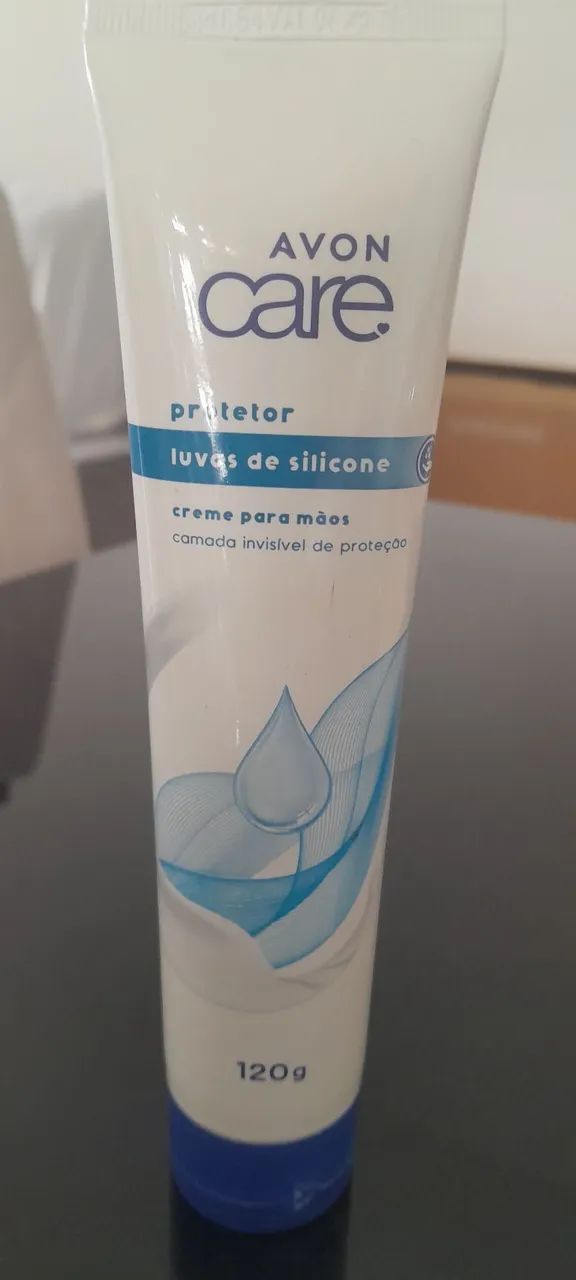 AVON
care
protetor
luvas de silicone
creme para mãos
camada invisível de proteção
120g